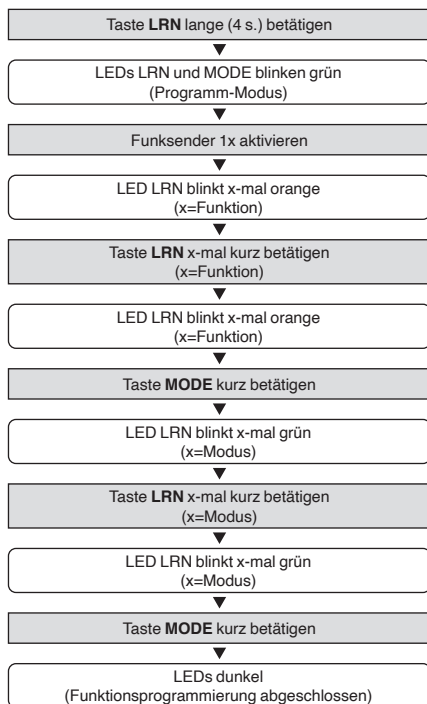 Taste LRN lange (4 s.) betätigen
LEDs LRN und MODE blinken grün
(Programm-Modus)
Funksender 1x aktivieren
LED LRN blinkt x-mal orange
(x=Funktion)
Taste LRN x-mal kurz betätigen
(x=Funktion)
LED LRN blinkt x-mal orange
(x=Funktion)
Taste MODE kurz betätigen
LED LRN blinkt x-mal grün
(x=Modus)
Taste LRN x-mal kurz betätigen
(x=Modus)
LED LRN blinkt x-mal grün
(x=Modus)
Taste MODE kurz betätigen
LEDs dunkel
(Funktionsprogrammierung abgeschlossen)